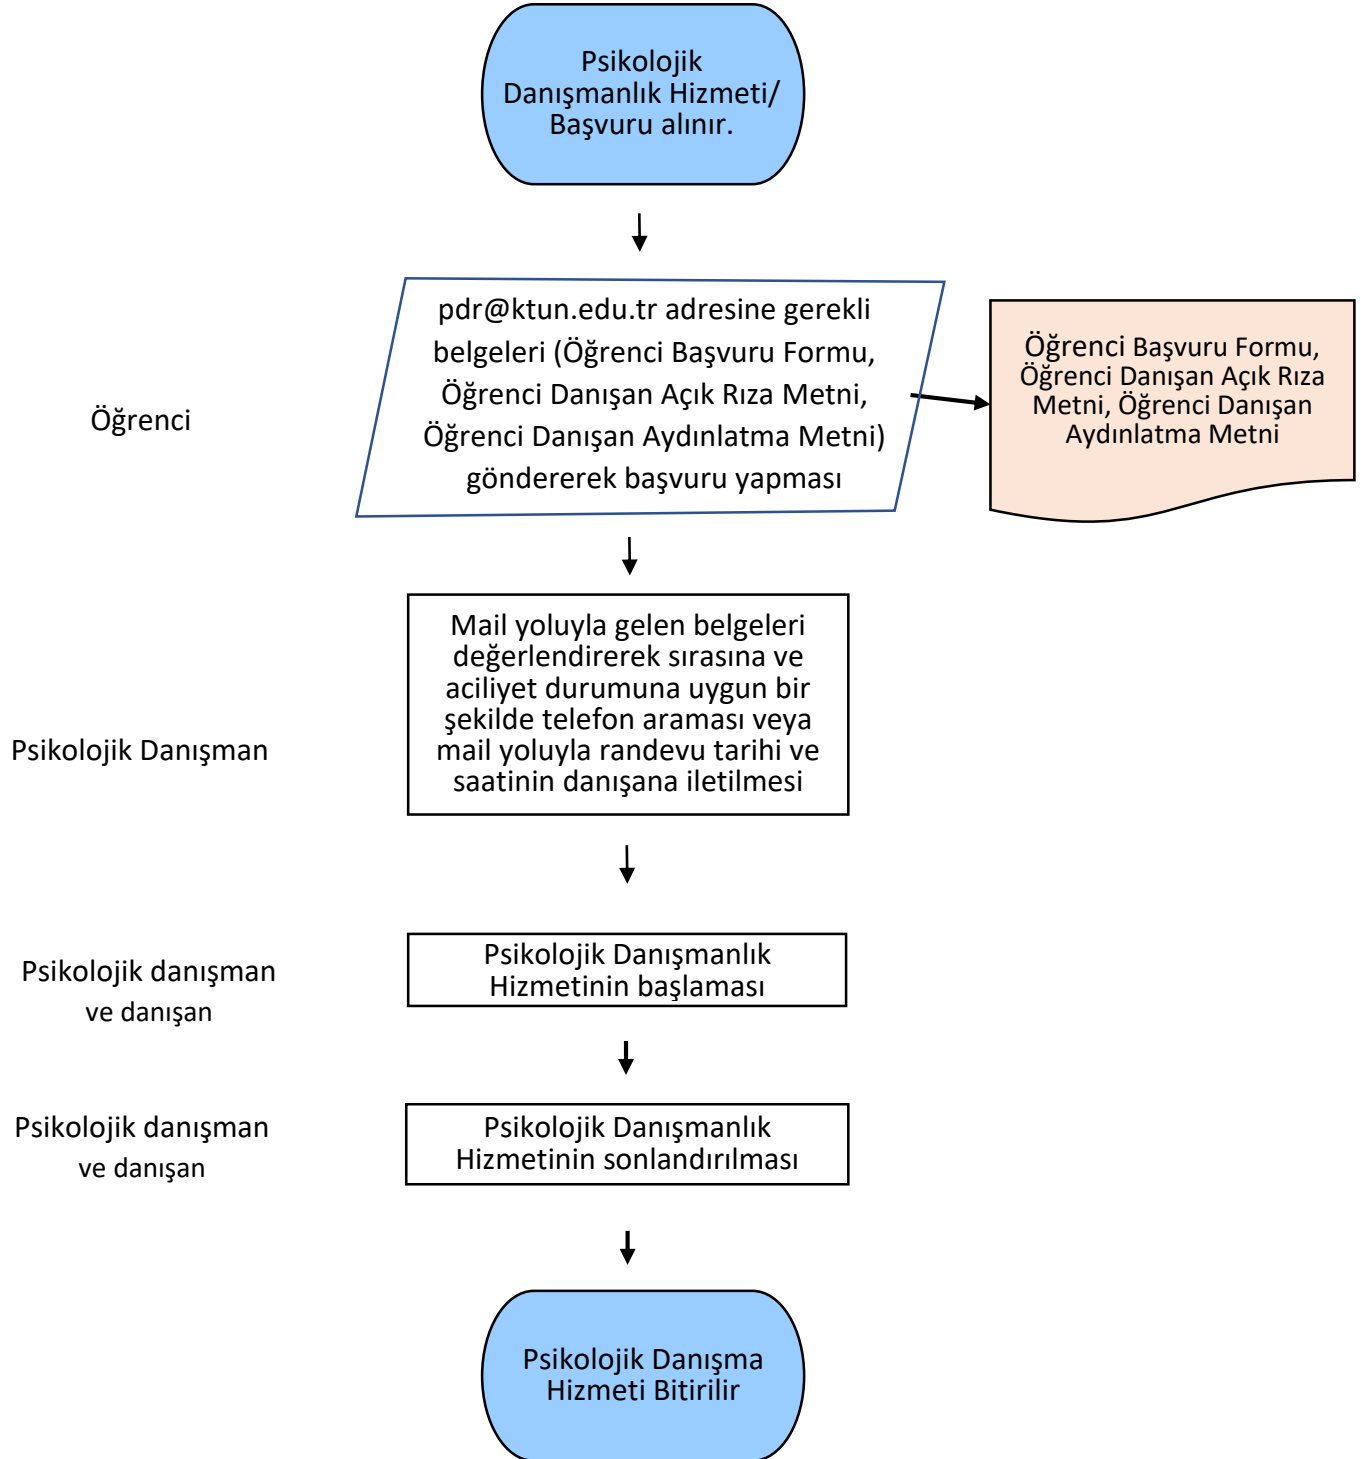 Psikolojik
Danışmanlık Hizmeti/
Başvuru alınır.
Öğrenci
pdr@ktun.edu.tr adresine gerekli
belgeleri (Öğrenci Başvuru Formu,
Öğrenci Danışan Açık Rıza Metni,
Öğrenci Danışan Aydınlatma Metni)
göndererek başvuru yapması
Öğrenci Başvuru Formu,
Öğrenci Danışan Açık Rıza
Metni, Öğrenci Danışan
Aydınlatma Metni
Psikolojik Danışman
Mail yoluyla gelen belgeleri
değerlendirerek sırasına ve
aciliyet durumuna uygun bir
şekilde telefon araması veya
mail yoluyla randevu tarihi ve
saatinin danışana iletilmesi
Psikolojik danışman
ve danışan
Psikolojik Danışmanlık
Hizmetinin başlaması
Psikolojik danışman
ve danışan
Psikolojik Danışmanlık
Hizmetinin sonlandırılması
Psikolojik Danışma
Hizmeti Bitirilir